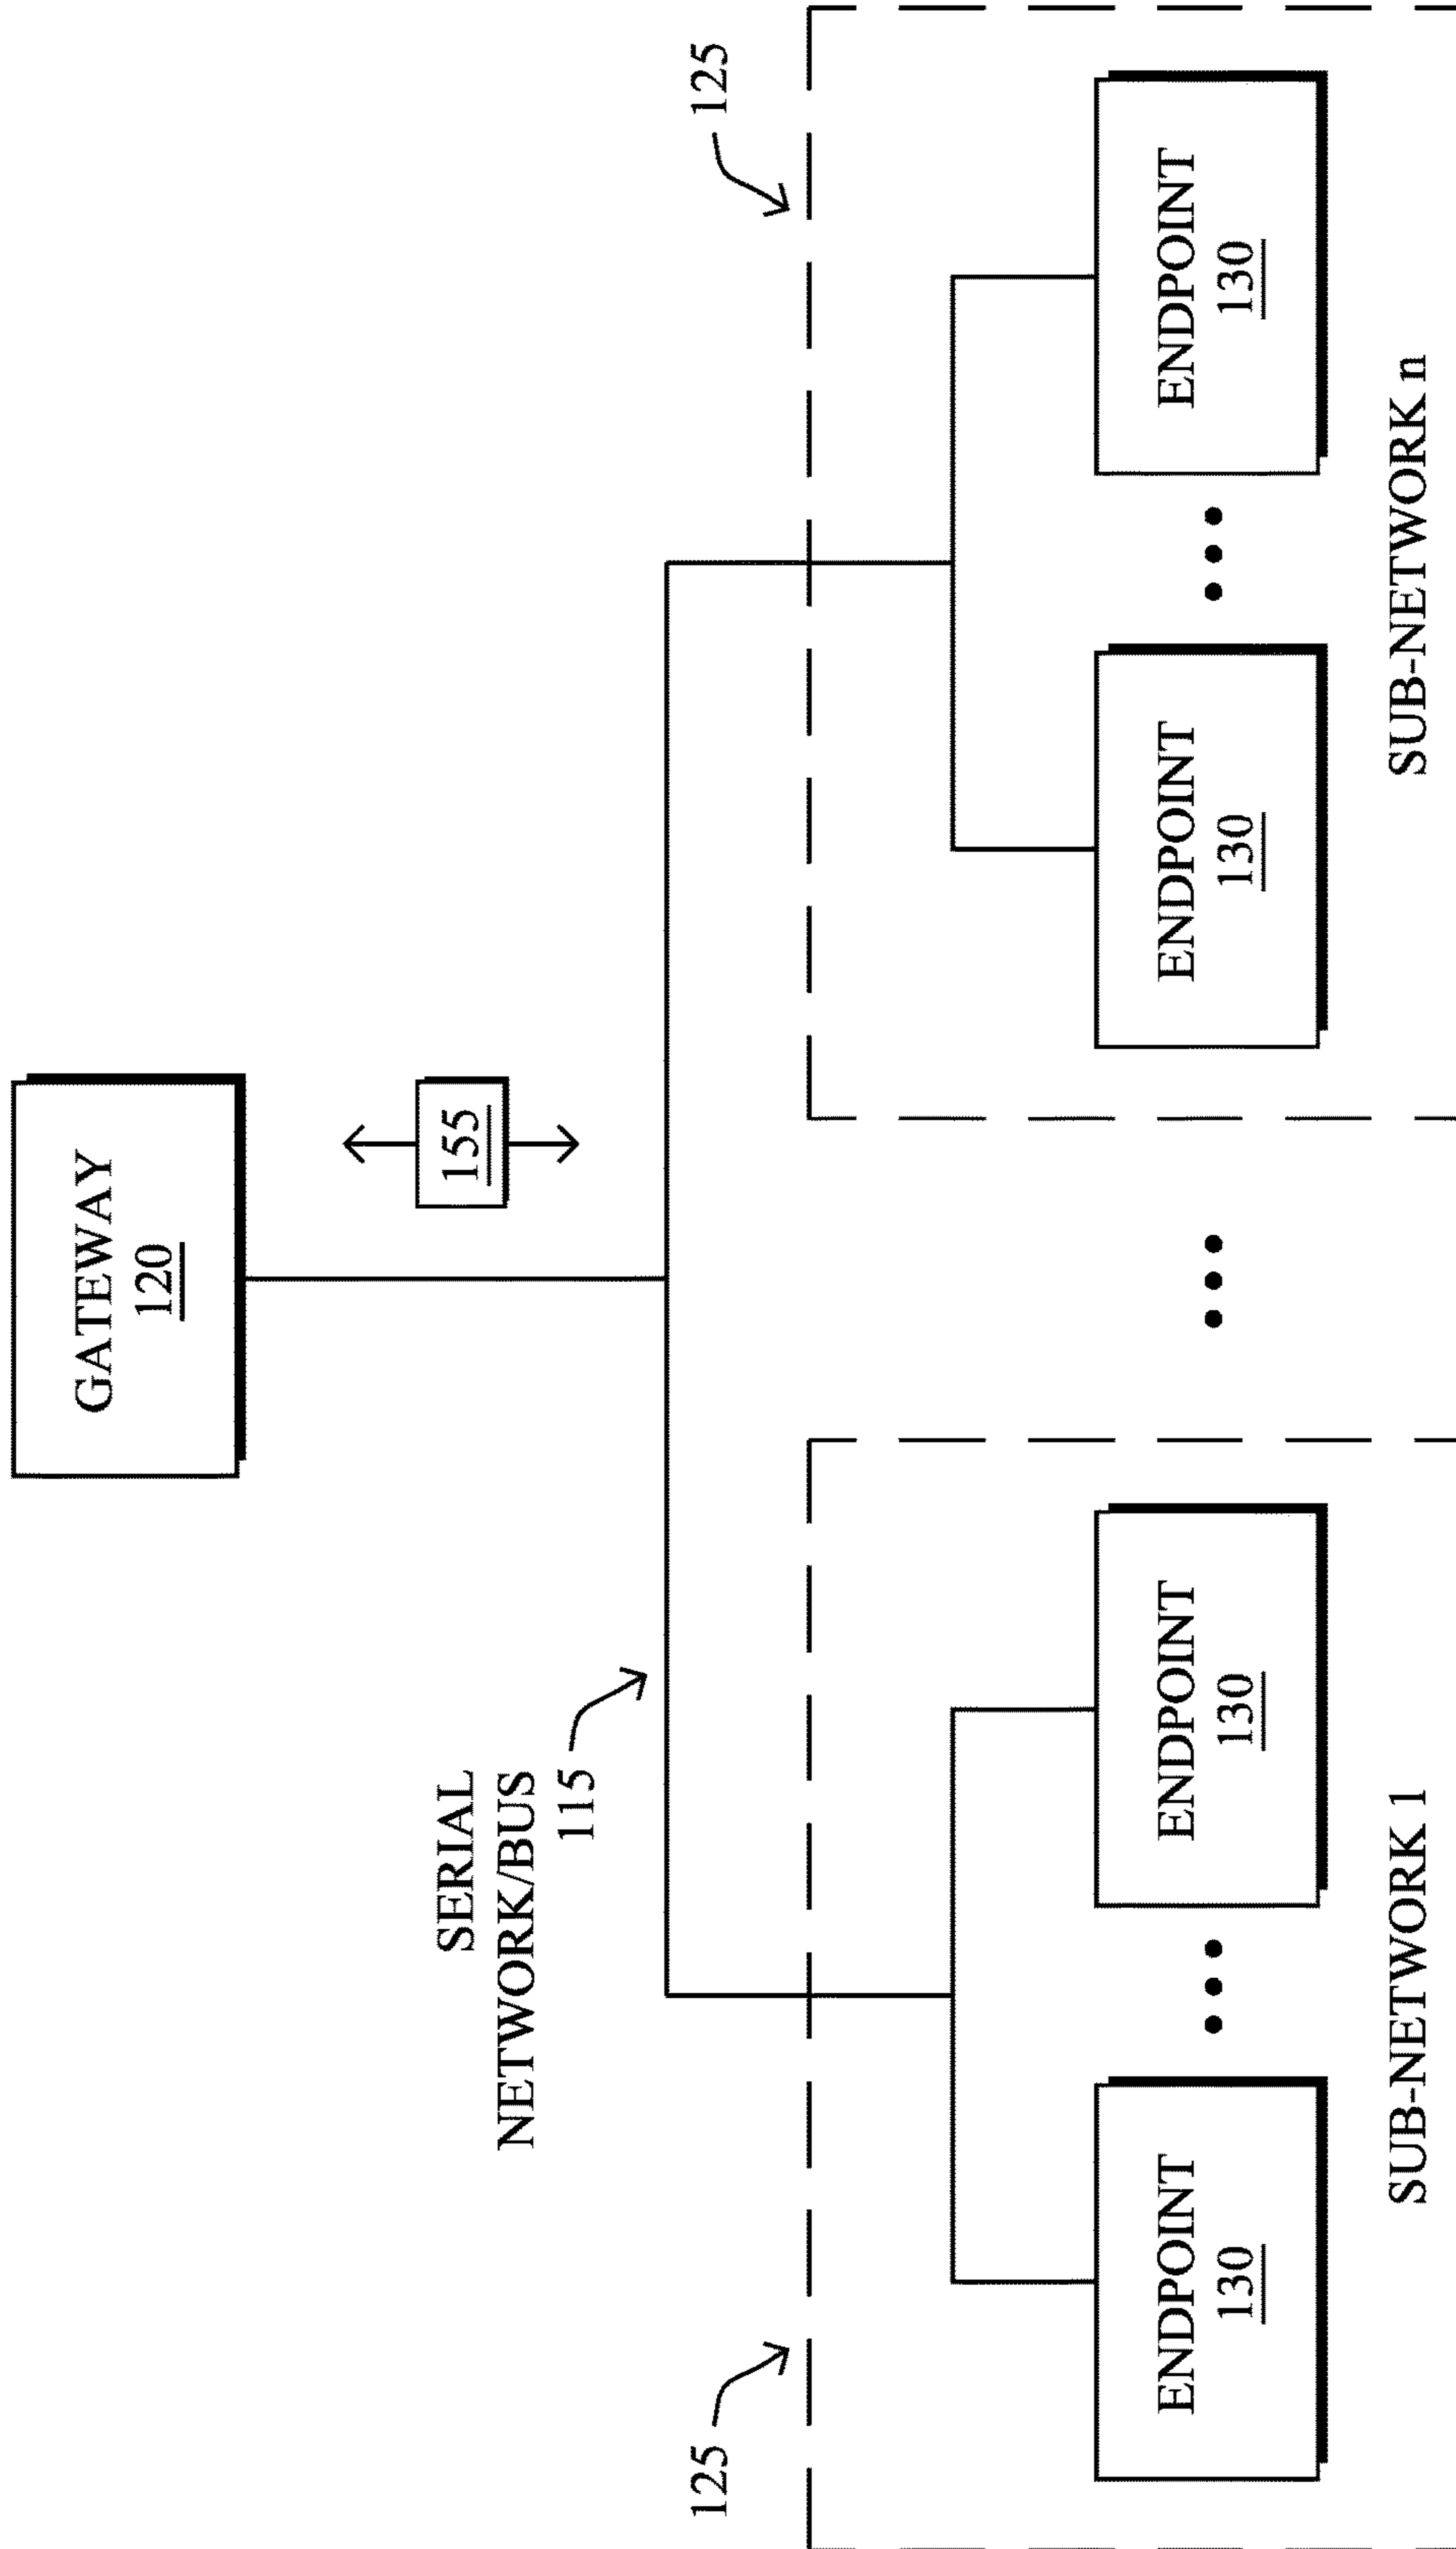 GATEWAY
120
155
SERIAL
NETWORK/BUS
115
125
125
ENDPOINT
130
ENDPOINT
130
ENDPOINT
130
ENDPOINT
130
SUB-NETWORK 1
SUB-NETWORK n